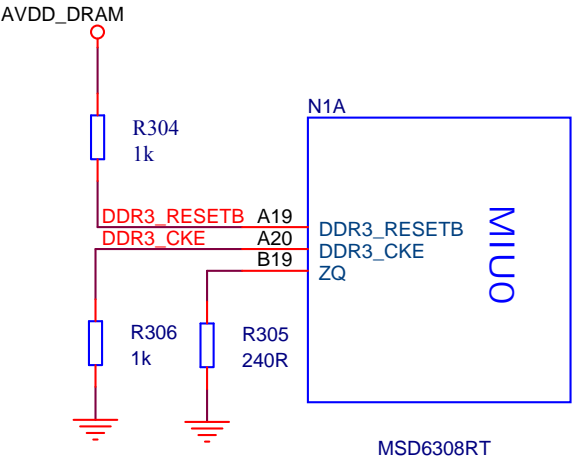 AVDD_DRAM
N1A
R304
1k
DDR3_RESETB A19
DDR3_RESETB
DDR3_CKE A20
DDR3_CKE
B19
ZQ
MIU0
R306
1k
R305
240R
MSD6308RT